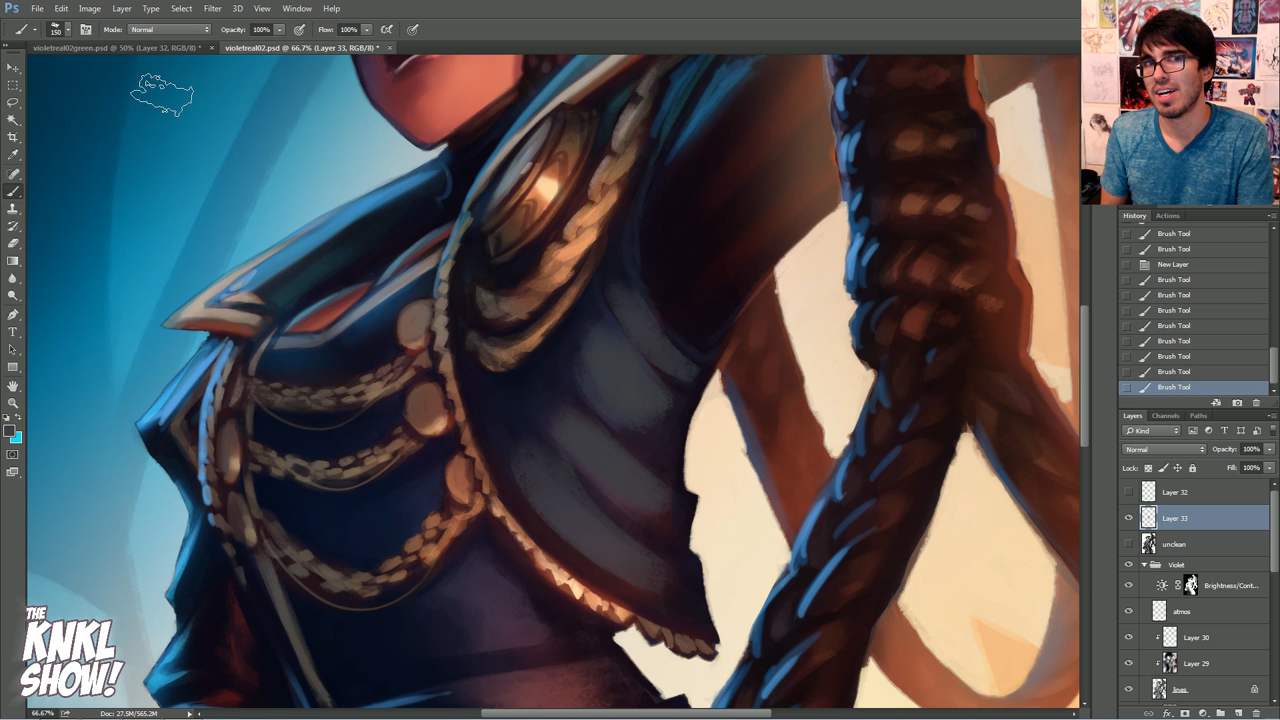 Ps File Edit Image Layer Type Select Filter 3D View Window Help
150 Mode: Normal Opacity: 100% Flow: 100%
violetreal02green.psd @ 50% (Layer 32, RGB/8) * × violetreal02.psd @ 66.7% (Layer 33, RGB/8) * ×
History Actions
Brush Tool
Brush Tool
New Layer
Brush Tool
Brush Tool
Brush Tool
Brush Tool
Brush Tool
Brush Tool
Brush Tool
Brush Tool
Layers Channels Paths
Kind
Normal Opacity: 100%
Lock: Fill: 100%
Layer 32
Layer 33
unclean
Violet
Brightness/Cont...
atmos
Layer 30
Layer 29
lines
THE
KNKL
SHOW!
66.67% Doc: 27.5M/565.2M